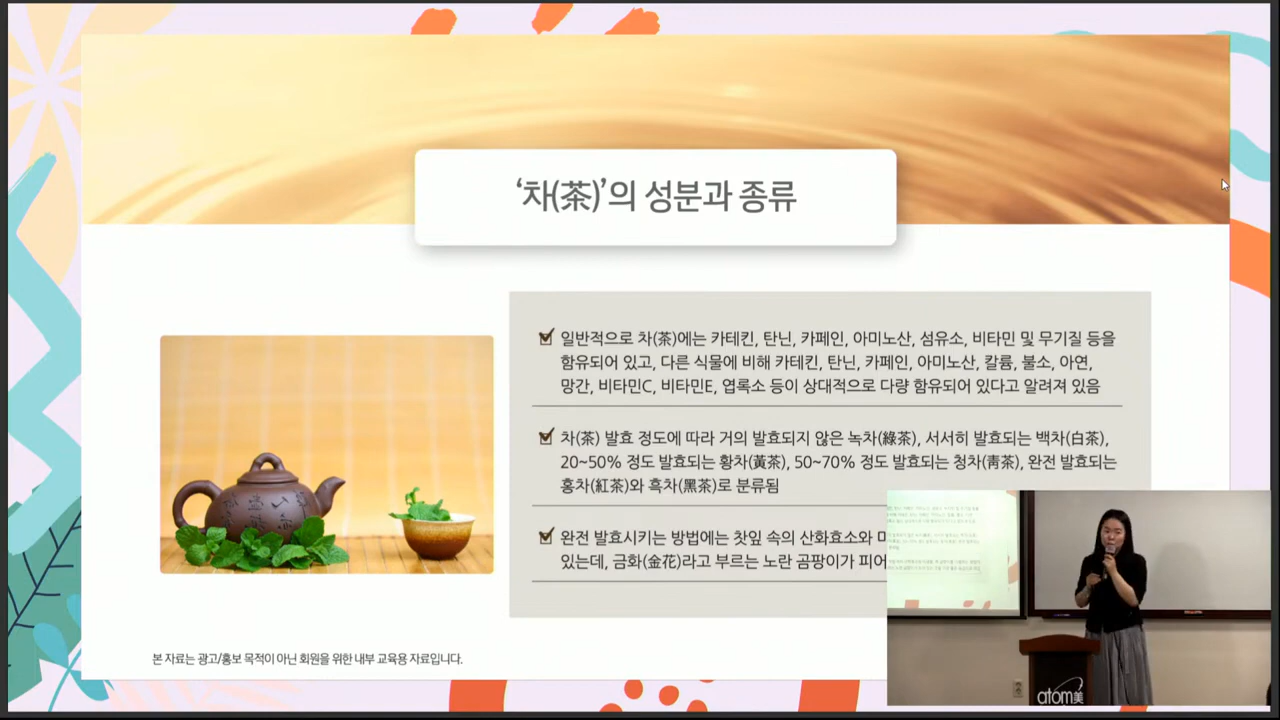 ‘차(茶)’의 성분과 종류
일반적으로 차(茶)에는 카테킨, 탄닌, 카페인, 아미노산, 섬유소, 비타민 및 무기질 등을
함유되어 있고, 다른 식물에 비해 카테킨, 탄닌, 카페인, 아미노산, 칼륨, 불소, 아연,
망간, 비타민C, 비타민E, 엽록소 등이 상대적으로 다량 함유되어 있다고 알려져 있음
차(茶) 발효 정도에 따라 거의 발효되지 않은 녹차(綠茶), 서서히 발효되는 백차(白茶),
20~50% 정도 발효되는 황차(黃茶), 50~70% 정도 발효되는 청차(靑茶), 완전 발효되는
홍차(紅茶)와 흑차(黑茶)로 분류됨
완전 발효시키는 방법에는 찻잎 속의 산화효소와
있는데, 금화(金花)라고 부르는 노란 곰팡이가 피어
본 자료는 광고/홍보 목적이 아닌 회원을 위한 내부 교육용 자료입니다.
atom美